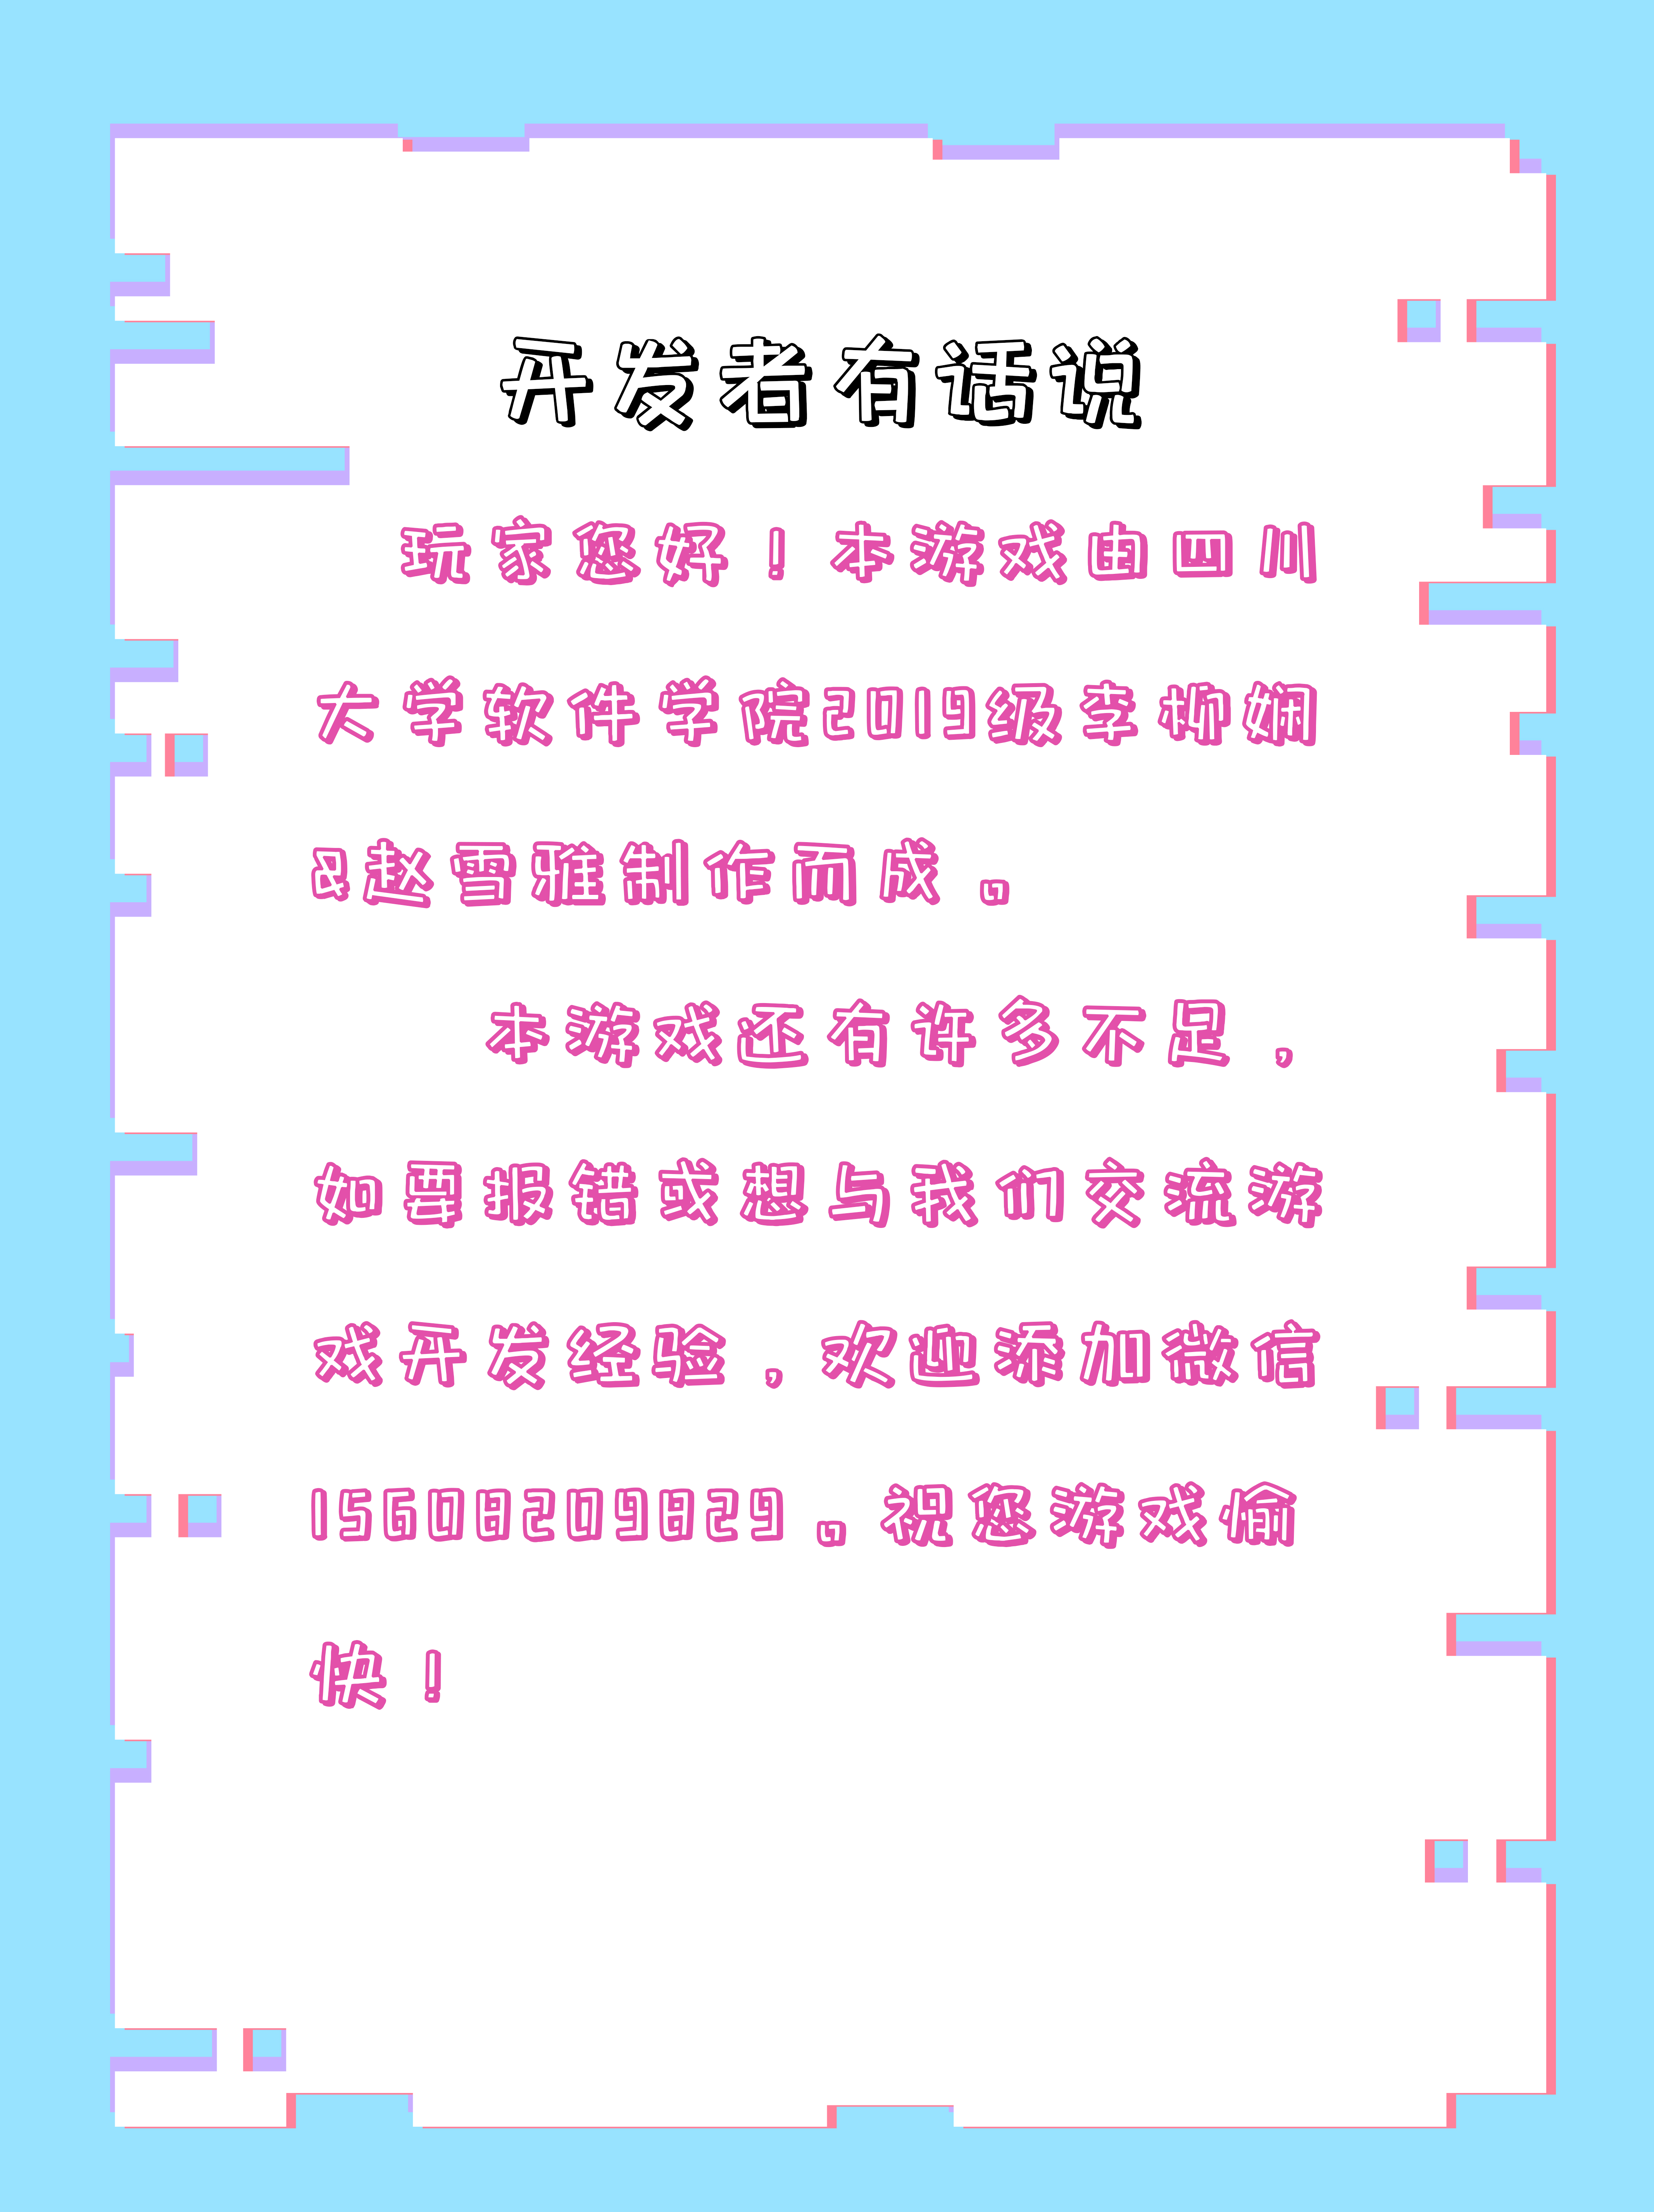 开发者有话说
玩家您好！本游戏由四川
大学软件学院2019级李柳娴
&赵雪雅制作而成。
本游戏还有许多不足，
如要报错或想与我们交流游
戏开发经验，欢迎添加微信
15608209829。祝您游戏愉
快！